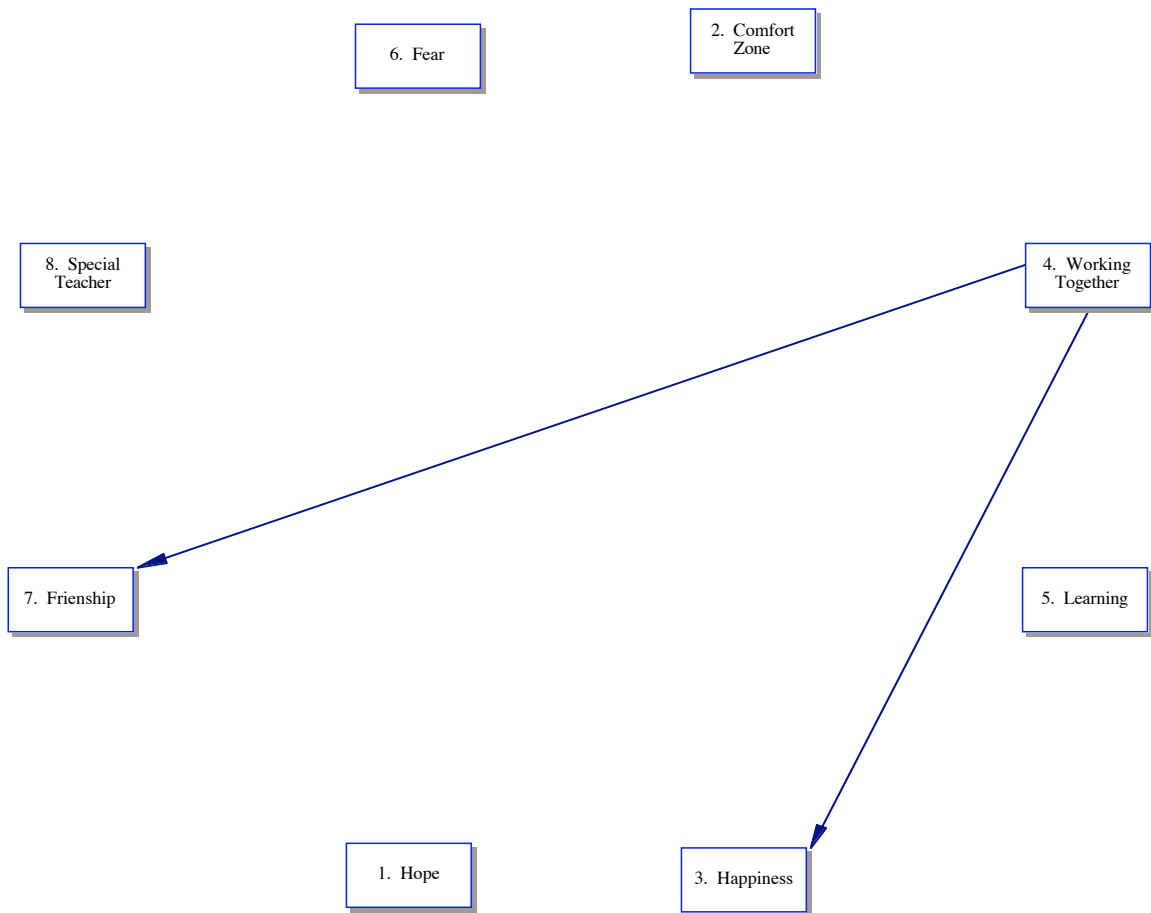 6. Fear
2. Comfort
Zone
8. Special
Teacher
4. Working
Together
7. Frienship
5. Learning
1. Hope
3. Happiness